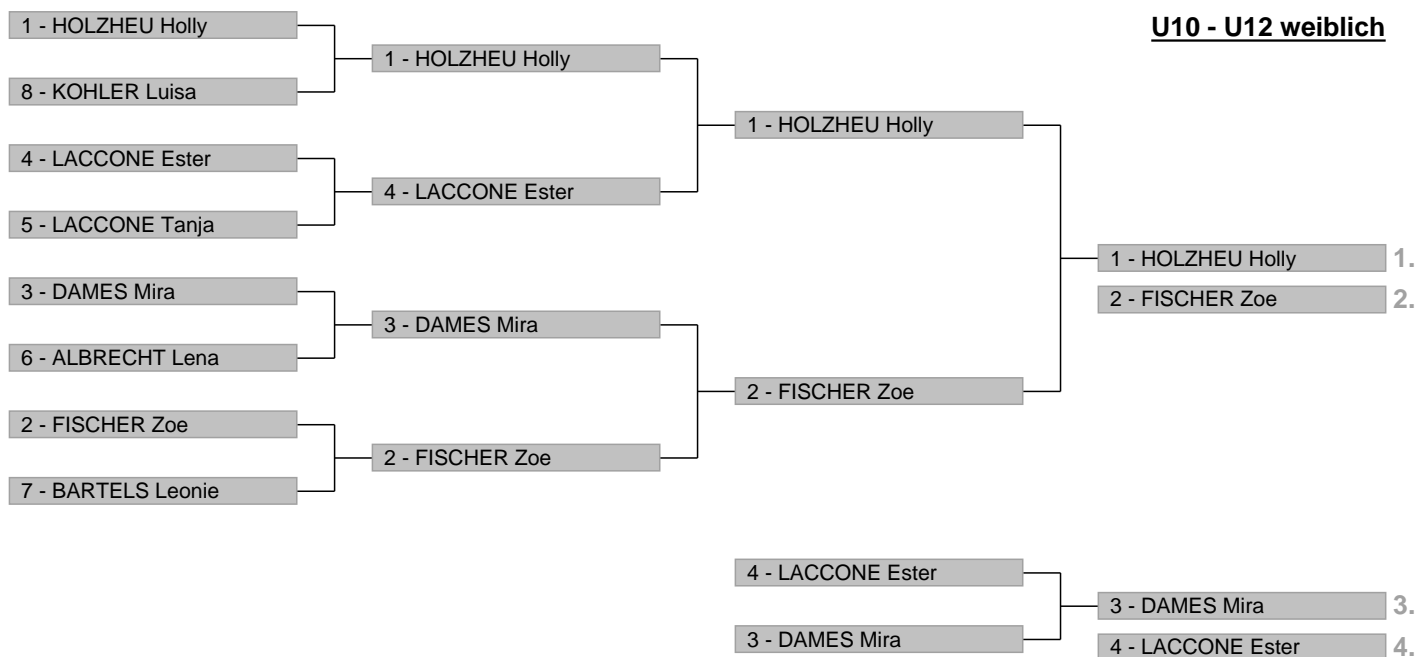 U10 - U12 weiblich
1 - HOLZHEU Holly
8 - KOHLER Luisa
4 - LACCONE Ester
5 - LACCONE Tanja
3 - DAMES Mira
6 - ALBRECHT Lena
2 - FISCHER Zoe
7 - BARTELS Leonie
1 - HOLZHEU Holly
4 - LACCONE Ester
3 - DAMES Mira
2 - FISCHER Zoe
1 - HOLZHEU Holly
2 - FISCHER Zoe
1 - HOLZHEU Holly 1.
2 - FISCHER Zoe 2.
4 - LACCONE Ester
3 - DAMES Mira
3 - DAMES Mira 3.
4 - LACCONE Ester 4.